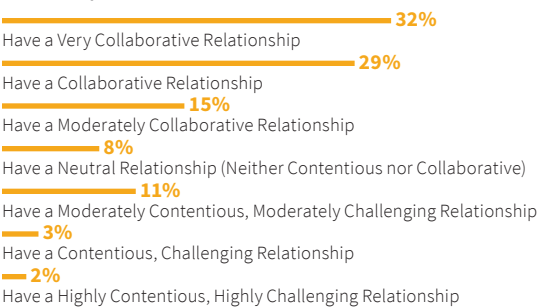 32%
Have a Very Collaborative Relationship
29%
Have a Collaborative Relationship
15%
Have a Moderately Collaborative Relationship
8%
Have a Neutral Relationship (Neither Contentious nor Collaborative)
11%
Have a Moderately Contentious, Moderately Challenging Relationship
3%
Have a Contentious, Challenging Relationship
2%
Have a Highly Contentious, Highly Challenging Relationship